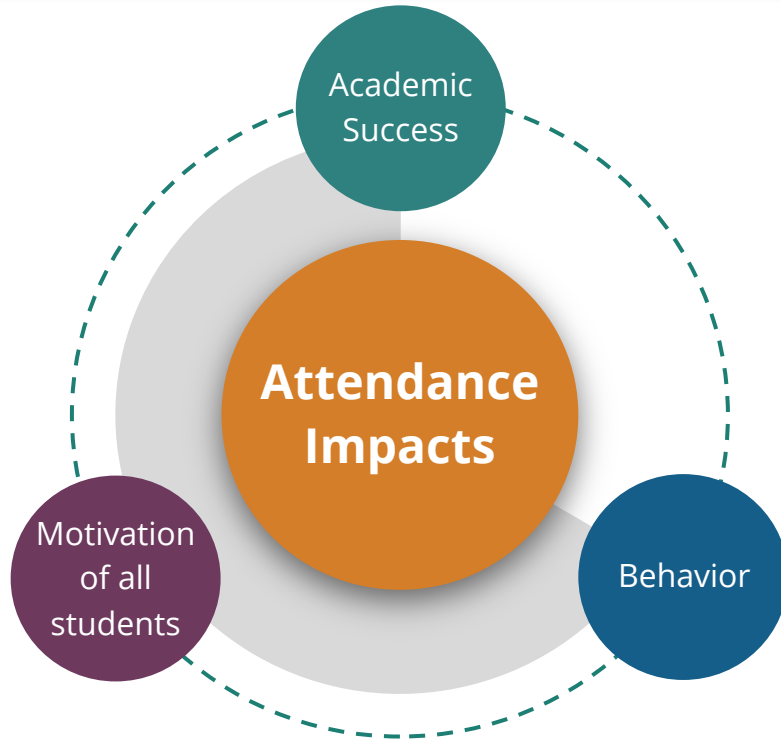 Academic
Success
Attendance
Impacts
Motivation
of all
students
Behavior